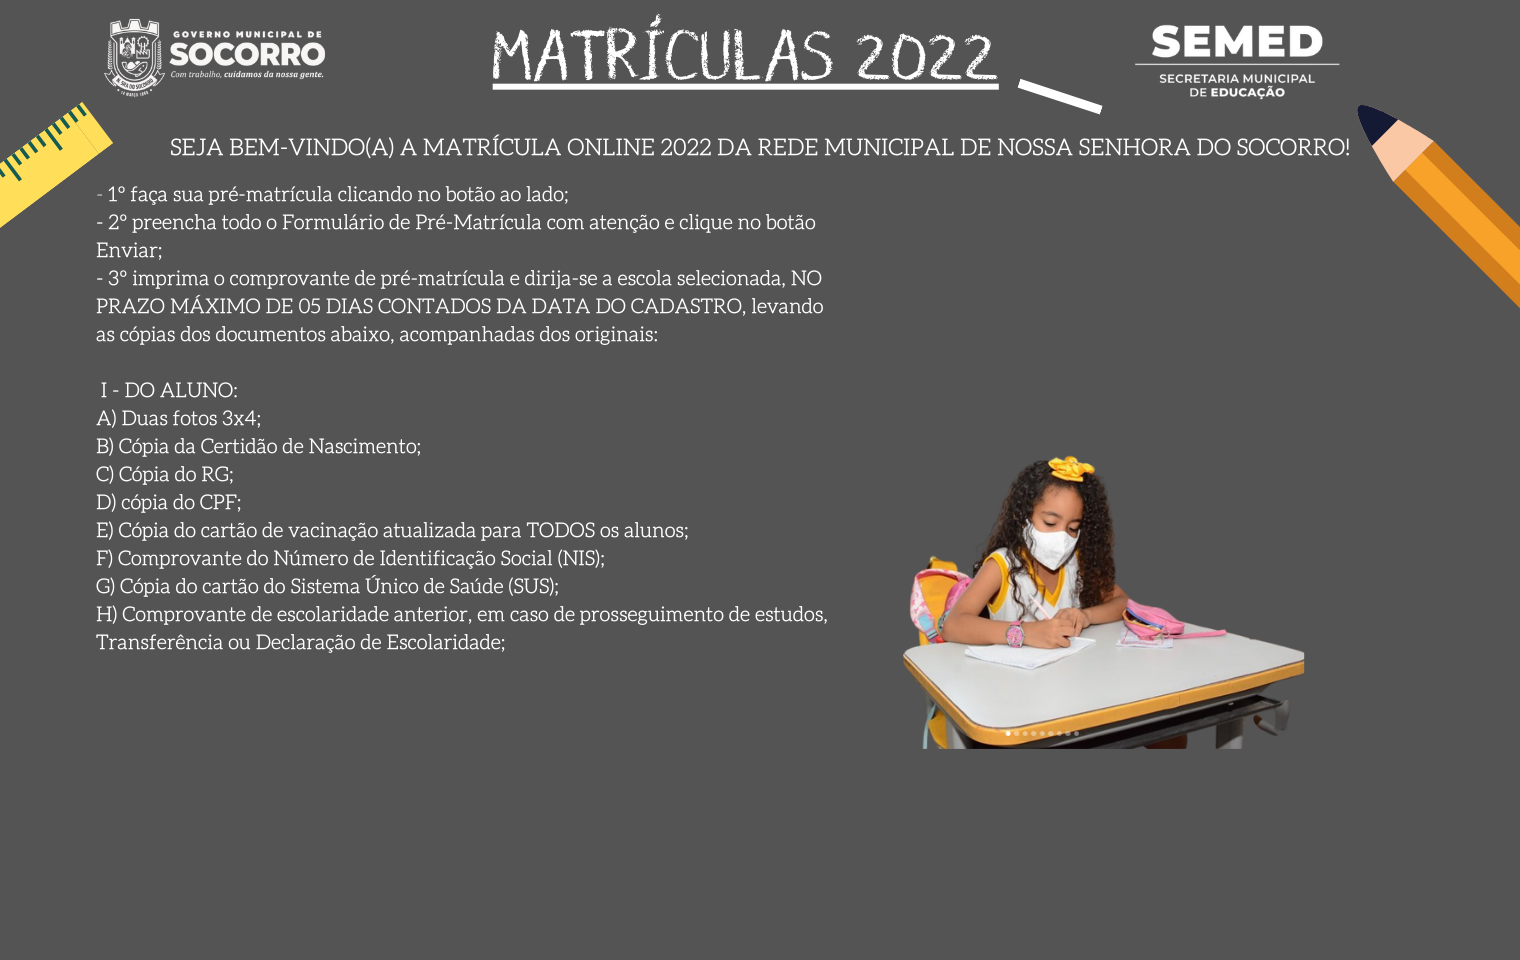 GOVERNO MUNICIPAL DE
SOCORRO
Com trabalho, cuidamos da nossa gente.
MATRÍCULAS 2022
SEMED
SECRETARIA MUNICIPAL
DE EDUCAÇÃO
SEJA BEM-VINDO(A) A MATRÍCULA ONLINE 2022 DA REDE MUNICIPAL DE NOSSA SENHORA DO SOCORRO!
- 1º faça sua pré-matrícula clicando no botão ao lado;
- 2º preencha todo o Formulário de Pré-Matrícula com atenção e clique no botão
Enviar;
- 3º imprima o comprovante de pré-matrícula e dirija-se a escola selecionada, NO
PRAZO MÁXIMO DE 05 DIAS CONTADOS DA DATA DO CADASTRO, levando
as cópias dos documentos abaixo, acompanhadas dos originais:
I - DO ALUNO:
A) Duas fotos 3x4;
B) Cópia da Certidão de Nascimento;
C) Cópia do RG;
D) cópia do CPF;
E) Cópia do cartão de vacinação atualizada para TODOS os alunos;
F) Comprovante do Número de Identificação Social (NIS);
G) Cópia do cartão do Sistema Único de Saúde (SUS);
H) Comprovante de escolaridade anterior, em caso de prosseguimento de estudos,
Transferência ou Declaração de Escolaridade;